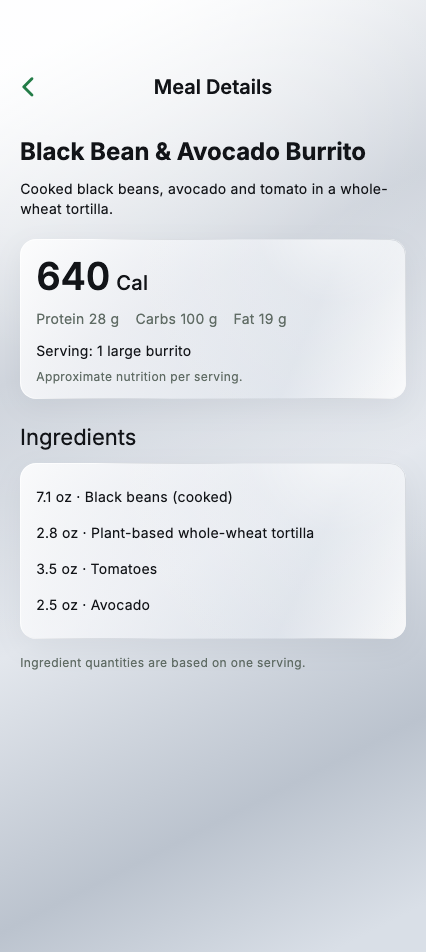 Meal Details
Black Bean & Avocado Burrito
Cooked black beans, avocado and tomato in a whole-
wheat tortilla.
640 Cal
Protein 28 g Carbs 100 g Fat 19 g
Serving: 1 large burrito
Approximate nutrition per serving.
Ingredients
7.1 oz · Black beans (cooked)
2.8 oz · Plant-based whole-wheat tortilla
3.5 oz · Tomatoes
2.5 oz · Avocado
Ingredient quantities are based on one serving.